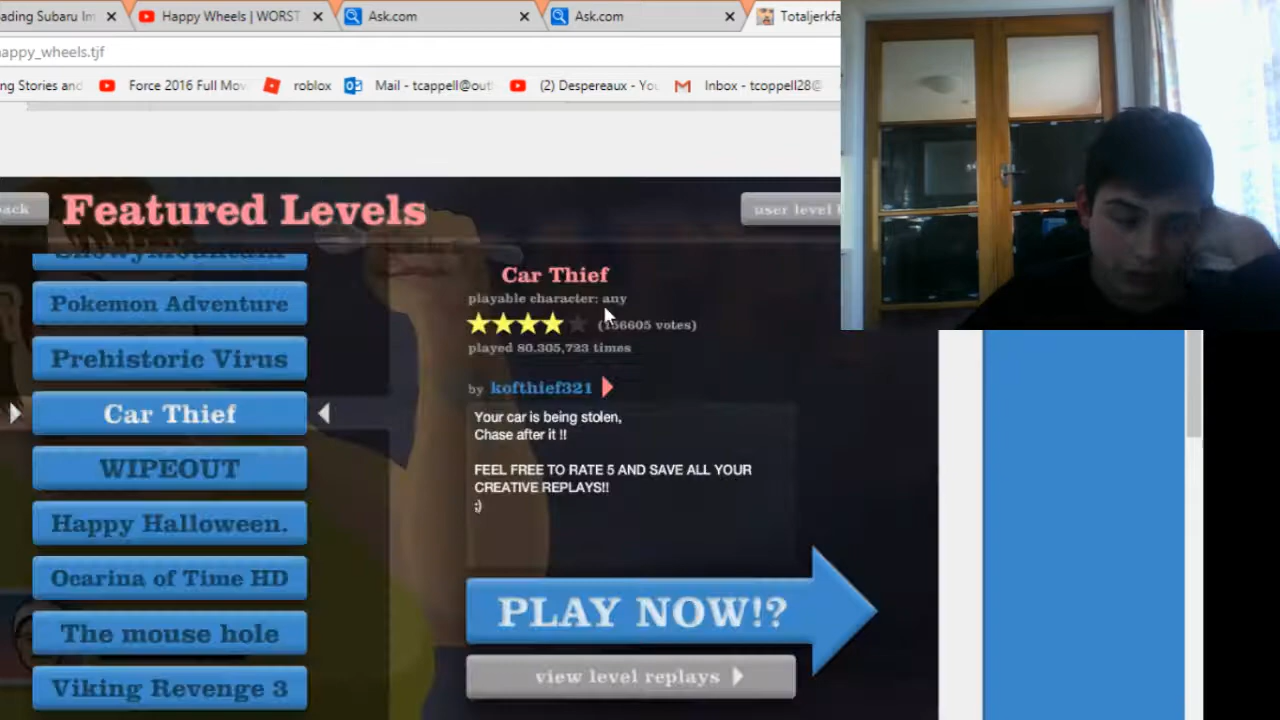 ading Subaru Im
Happy Wheels | WORST
Ask.com
Ask.com
Totaljerkfa
happy_wheels.tjf
ng Stories and
Force 2016 Full Mov
roblox
Mail - tcappell@out
(2) Despereaux - You
Inbox - tcoppell28@
back
Featured Levels
user level
SnowyMountain
Pokemon Adventure
Prehistoric Virus
Car Thief
WIPEOUT
Happy Halloween.
Ocarina of Time HD
The mouse hole
Viking Revenge 3
Car Thief
playable character: any
(156605 votes)
played 80,305,723 times
by kofthief321
Your car is being stolen,
Chase after it !!
FEEL FREE TO RATE 5 AND SAVE ALL YOUR
CREATIVE REPLAYS!!
;)
PLAY NOW!?
view level replays